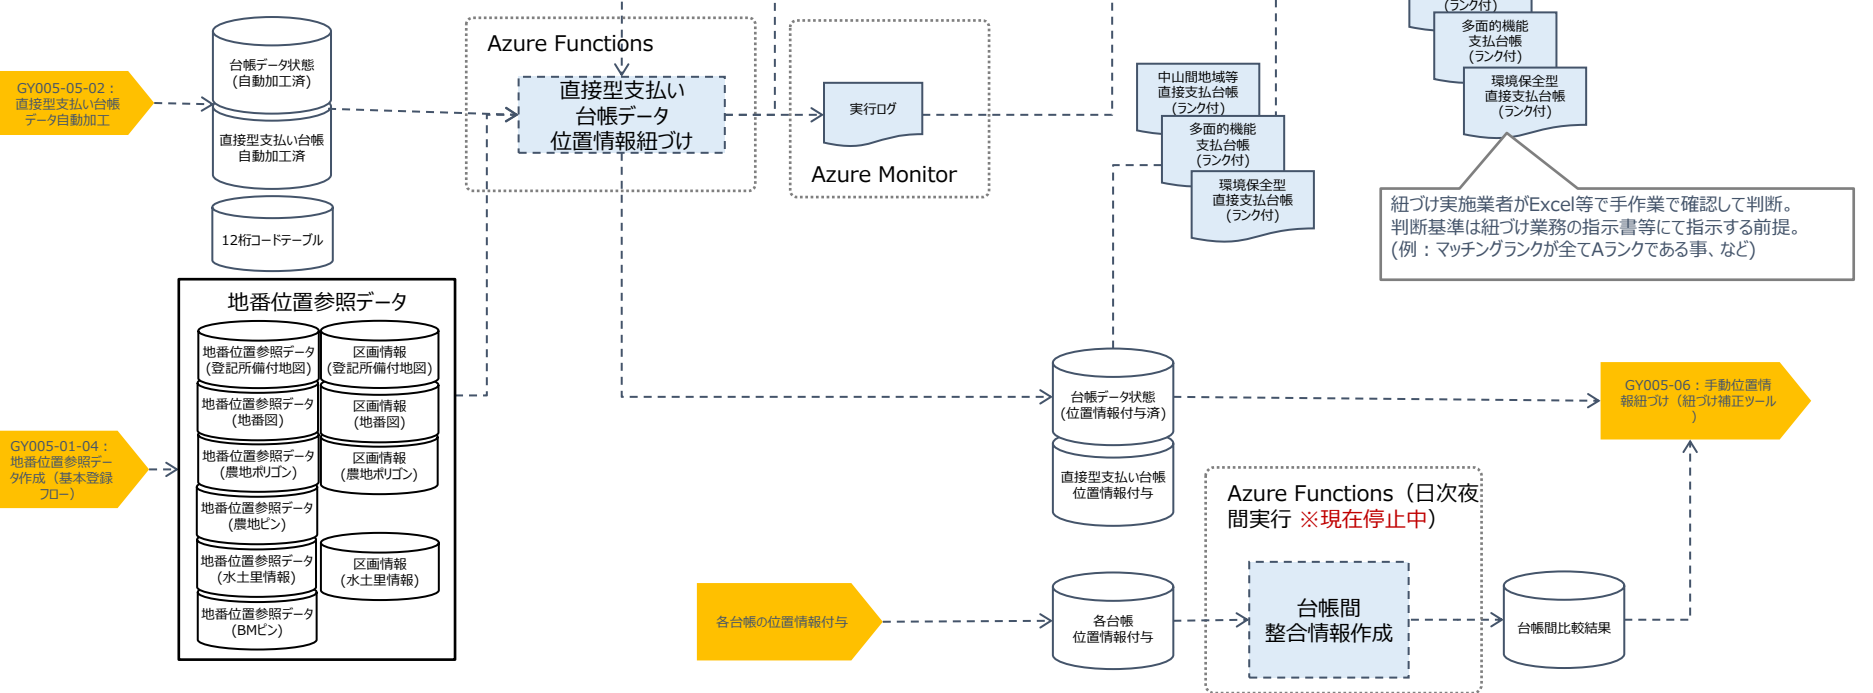 GY005-05-02：
直接型支払い台帳
データ自動加工
台帳データ状態
(自動加工済)
直接型支払い台帳
自動加工済
12桁コードテーブル
Azure Functions
直接型支払い
台帳データ
位置情報紐づけ
実行ログ
Azure Monitor
中山間地域等
直接支払台帳
(ランク付)
多面的機能
支払台帳
(ランク付)
環境保全型
直接支払台帳
(ランク付)
(ランク付)
多面的機能
支払台帳
(ランク付)
環境保全型
直接支払台帳
(ランク付)
紐づけ実施業者がExcel等で手作業で確認して判断。
判断基準は紐づけ業務の指示書等にて指示する前提。
(例：マッチングランクが全てAランクである事、など)
GY005-01-04：
地番位置参照デー
タ作成（基本登録
フロー）
地番位置参照データ
地番位置参照データ
(登記所備付地図)
区画情報
(登記所備付地図)
地番位置参照データ
(地番図)
区画情報
(地番図)
地番位置参照データ
(農地ポリゴン)
区画情報
(農地ポリゴン)
地番位置参照データ
(農地ピン)
地番位置参照データ
(水土里情報)
区画情報
(水土里情報)
地番位置参照データ
(BMピン)
台帳データ状態
(位置情報付与済)
直接型支払い台帳
位置情報付与
GY005-06：手動位置情
報紐づけ（紐づけ補正ツール
）
各台帳の位置情報付与
各台帳
位置情報付与
Azure Functions（日次夜
間実行 ※現在停止中）
台帳間
整合情報作成
台帳間比較結果